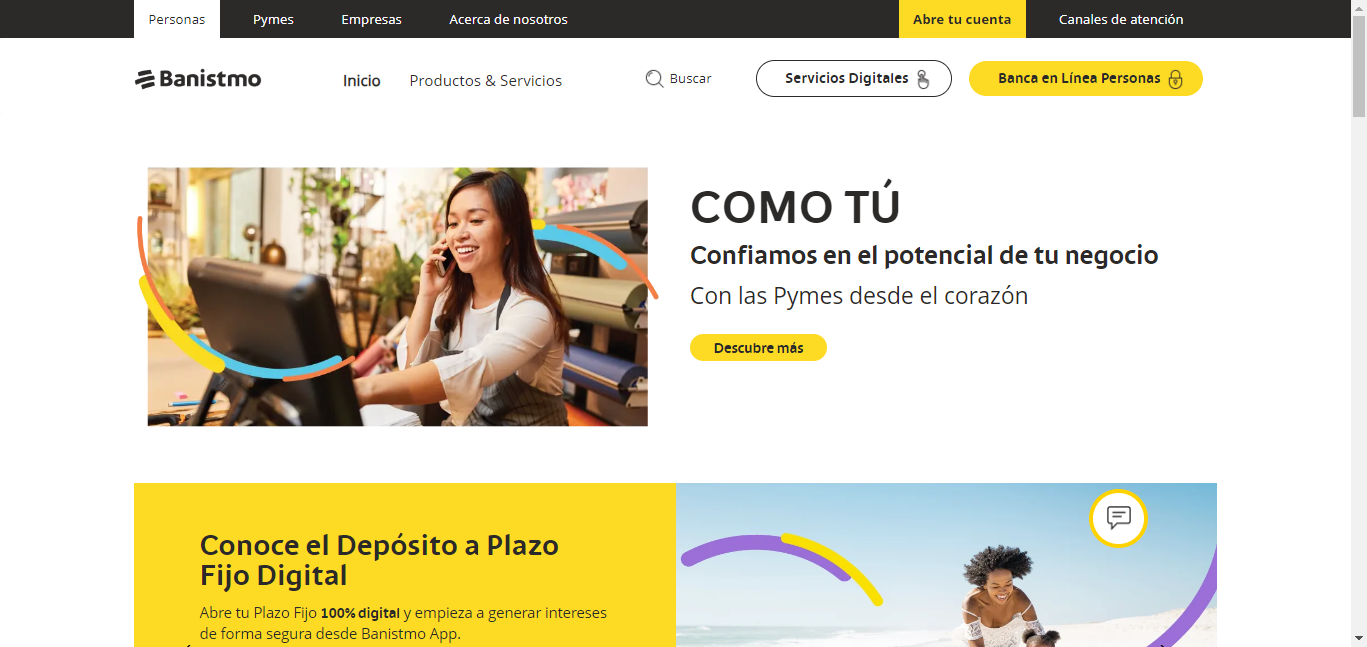 Personas Pymes Empresas Acerca de nosotros Abre tu cuenta Canales de atención
Banistmo Inicio Productos & Servicios Buscar Servicios Digitales Banca en Línea Personas
COMO TÚ
Confiamos en el potencial de tu negocio
Con las Pymes desde el corazón
Descubre más
Conoce el Depósito a Plazo
Fijo Digital
Abre tu Plazo Fijo 100% digital y empieza a generar intereses
de forma segura desde Banistmo App.